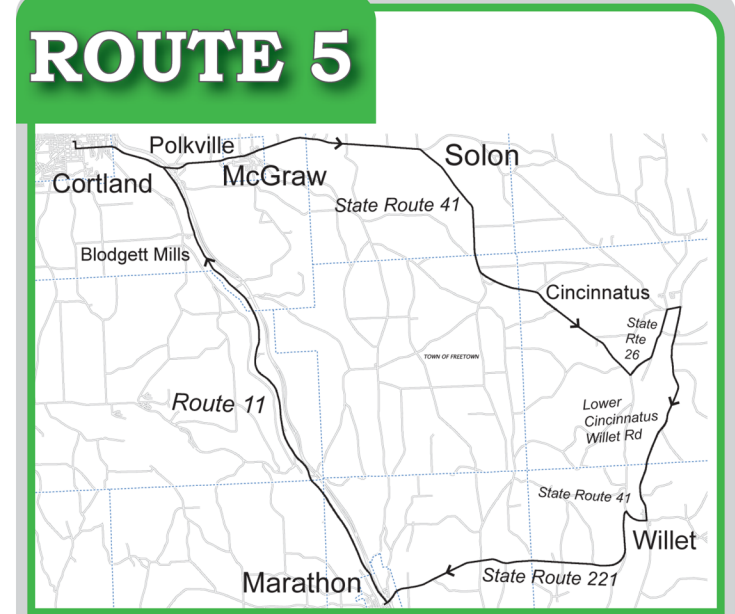 ROUTE 5
Polkville
Solon
Cortland
McGraw
State Route 41
Blodgett Mills
Cincinnatus
State
Rte
26
TOWN OF FREETOWN
Route 11
Lower
Cincinnatus
Willet Rd
State Route 41
Willet
Marathon
State Route 221